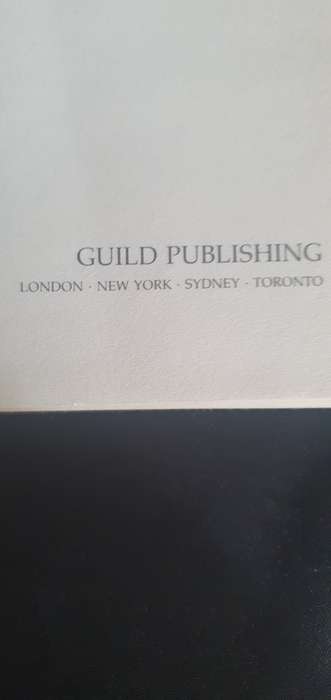 GUILD PUBLISHING
LONDON · NEW YORK · SYDNEY · TORONTO